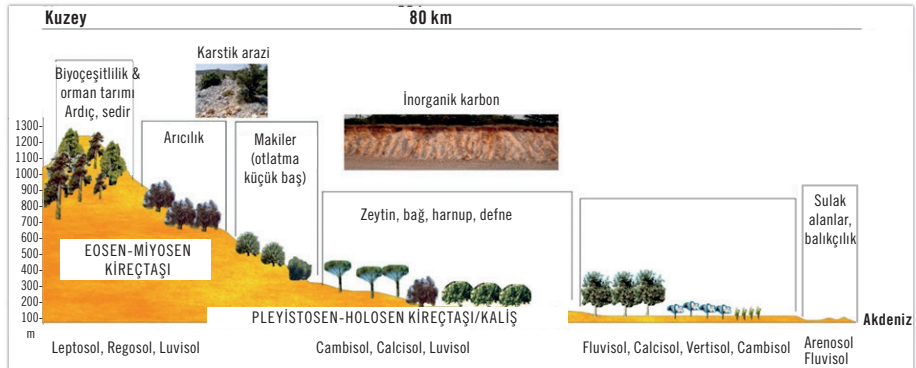 Kuzey
80 km
Karstik arazi
Biyoçeşitlilik &
orman tarımı
Ardıç, sedir
İnorganik karbon
Arıcılık
Makiler
(otlatma
küçük baş)
Zeytin, bağ, harnup, defne
Sulak
alanlar,
balıkçılık
1300
1200
1100
1000
900
800
700
600
500
400
300
200
100
m
EOSEN-MİYOSEN
KİREÇTAŞI
PLEYİSTOSEN-HOLOSEN KİREÇTAŞI/KALİŞ
Akdeniz
Leptosol, Regosol, Luvisol
Cambisol, Calcisol, Luvisol
Fluvisol, Calcisol, Vertisol, Cambisol
Arenosol
Fluvisol